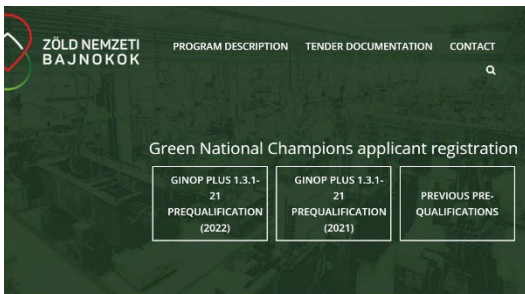 ZÖLD NEMZETI
BAJNOKOK
PROGRAM DESCRIPTION
TENDER DOCUMENTATION
CONTACT
Green National Champions applicant registration
GINOP PLUS 1.3.1-
21
PREQUALIFICATION
(2022)
GINOP PLUS 1.3.1-
21
PREQUALIFICATION
(2021)
PREVIOUS PRE-
QUALIFICATIONS